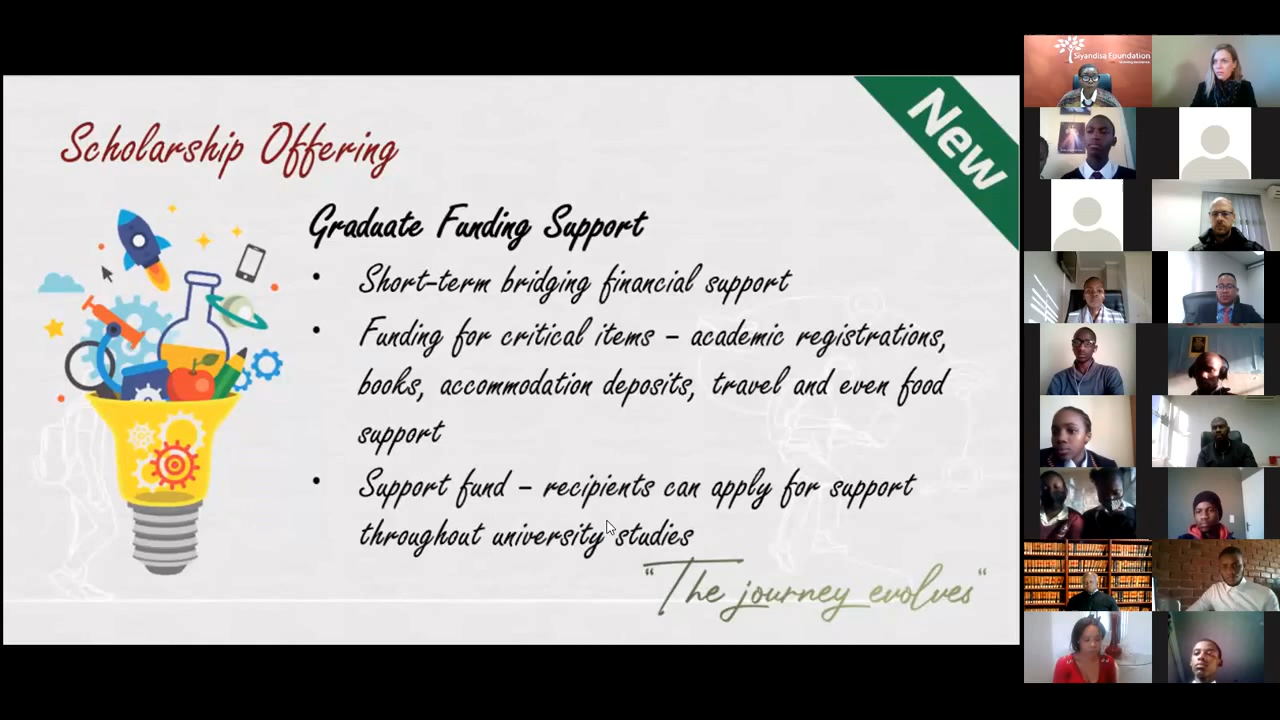 Scholarship Offering
New
Graduate Funding Support
• Short-term bridging financial support
• Funding for critical items – academic registrations,
books, accommodation deposits, travel and even food
support
• Support fund – recipients can apply for support
throughout university studies
"The journey evolves"
Siyandisa Foundation